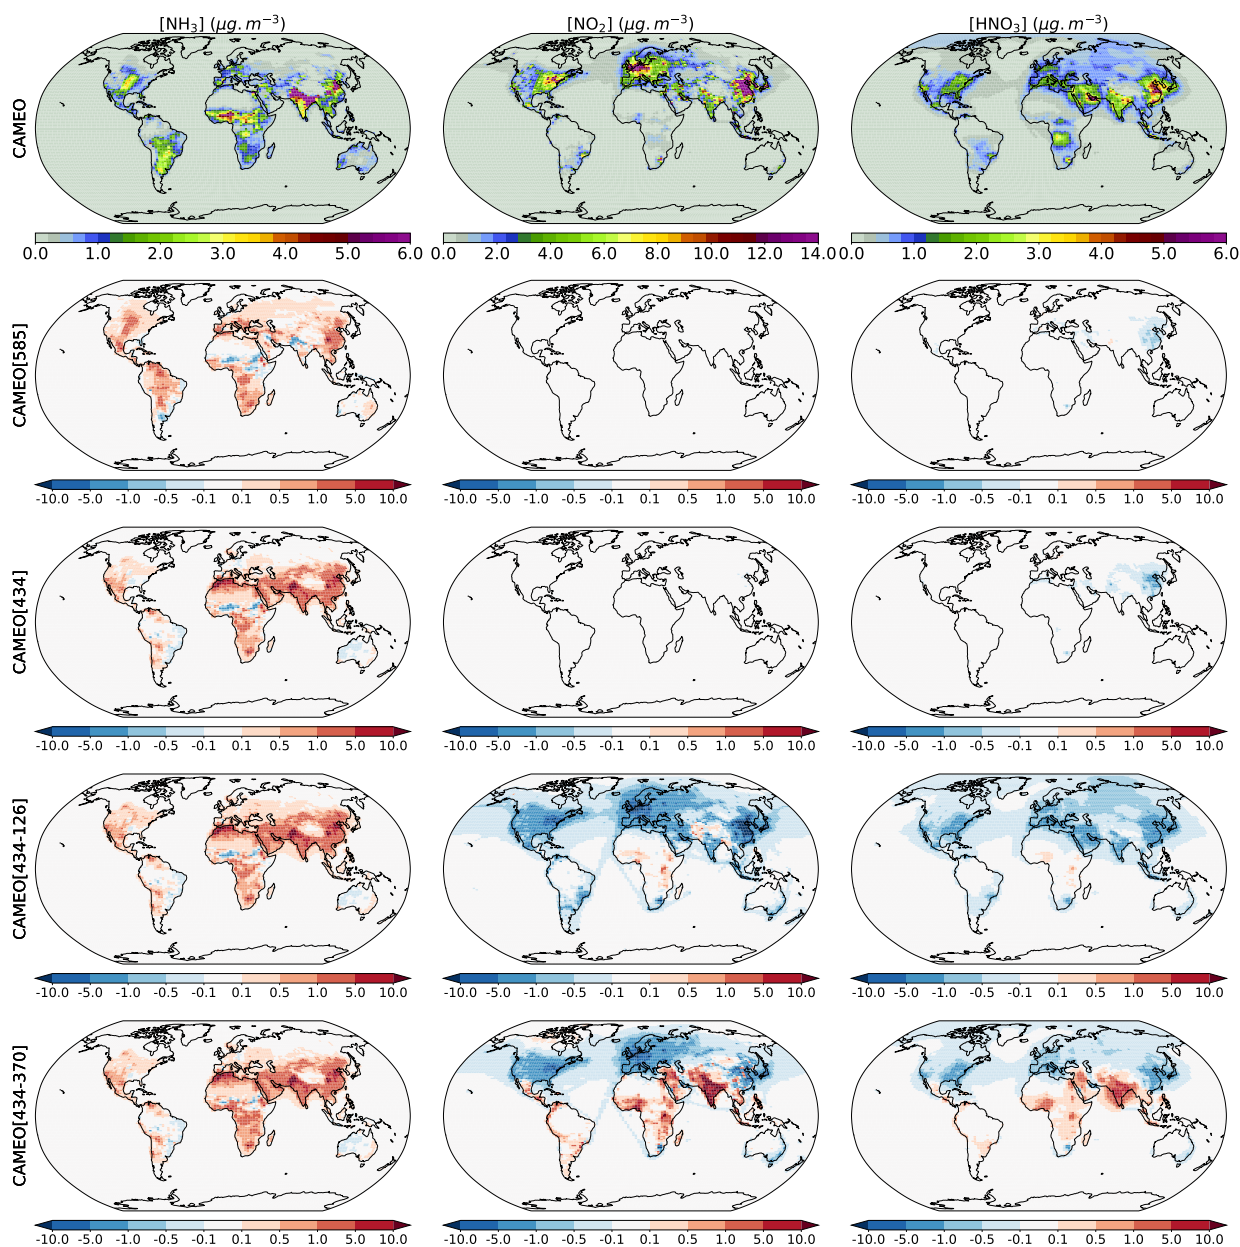 [NH3] (μg.m−3) [NO2] (μg.m−3) [HNO3] (μg.m−3)
CAMEO
0.0 1.0 2.0 3.0 4.0 5.0 6.0 0.0 2.0 4.0 6.0 8.0 10.0 12.0 14.0 0.0 1.0 2.0 3.0 4.0 5.0 6.0
CAMEO[585]
-10.0 -5.0 -1.0 -0.5 -0.1 0.1 0.5 1.0 5.0 10.0 -10.0 -5.0 -1.0 -0.5 -0.1 0.1 0.5 1.0 5.0 10.0 -10.0 -5.0 -1.0 -0.5 -0.1 0.1 0.5 1.0 5.0 10.0
CAMEO[434]
-10.0 -5.0 -1.0 -0.5 -0.1 0.1 0.5 1.0 5.0 10.0 -10.0 -5.0 -1.0 -0.5 -0.1 0.1 0.5 1.0 5.0 10.0 -10.0 -5.0 -1.0 -0.5 -0.1 0.1 0.5 1.0 5.0 10.0
CAMEO[434-126]
-10.0 -5.0 -1.0 -0.5 -0.1 0.1 0.5 1.0 5.0 10.0 -10.0 -5.0 -1.0 -0.5 -0.1 0.1 0.5 1.0 5.0 10.0 -10.0 -5.0 -1.0 -0.5 -0.1 0.1 0.5 1.0 5.0 10.0
CAMEO[434-370]
-10.0 -5.0 -1.0 -0.5 -0.1 0.1 0.5 1.0 5.0 10.0 -10.0 -5.0 -1.0 -0.5 -0.1 0.1 0.5 1.0 5.0 10.0 -10.0 -5.0 -1.0 -0.5 -0.1 0.1 0.5 1.0 5.0 10.0